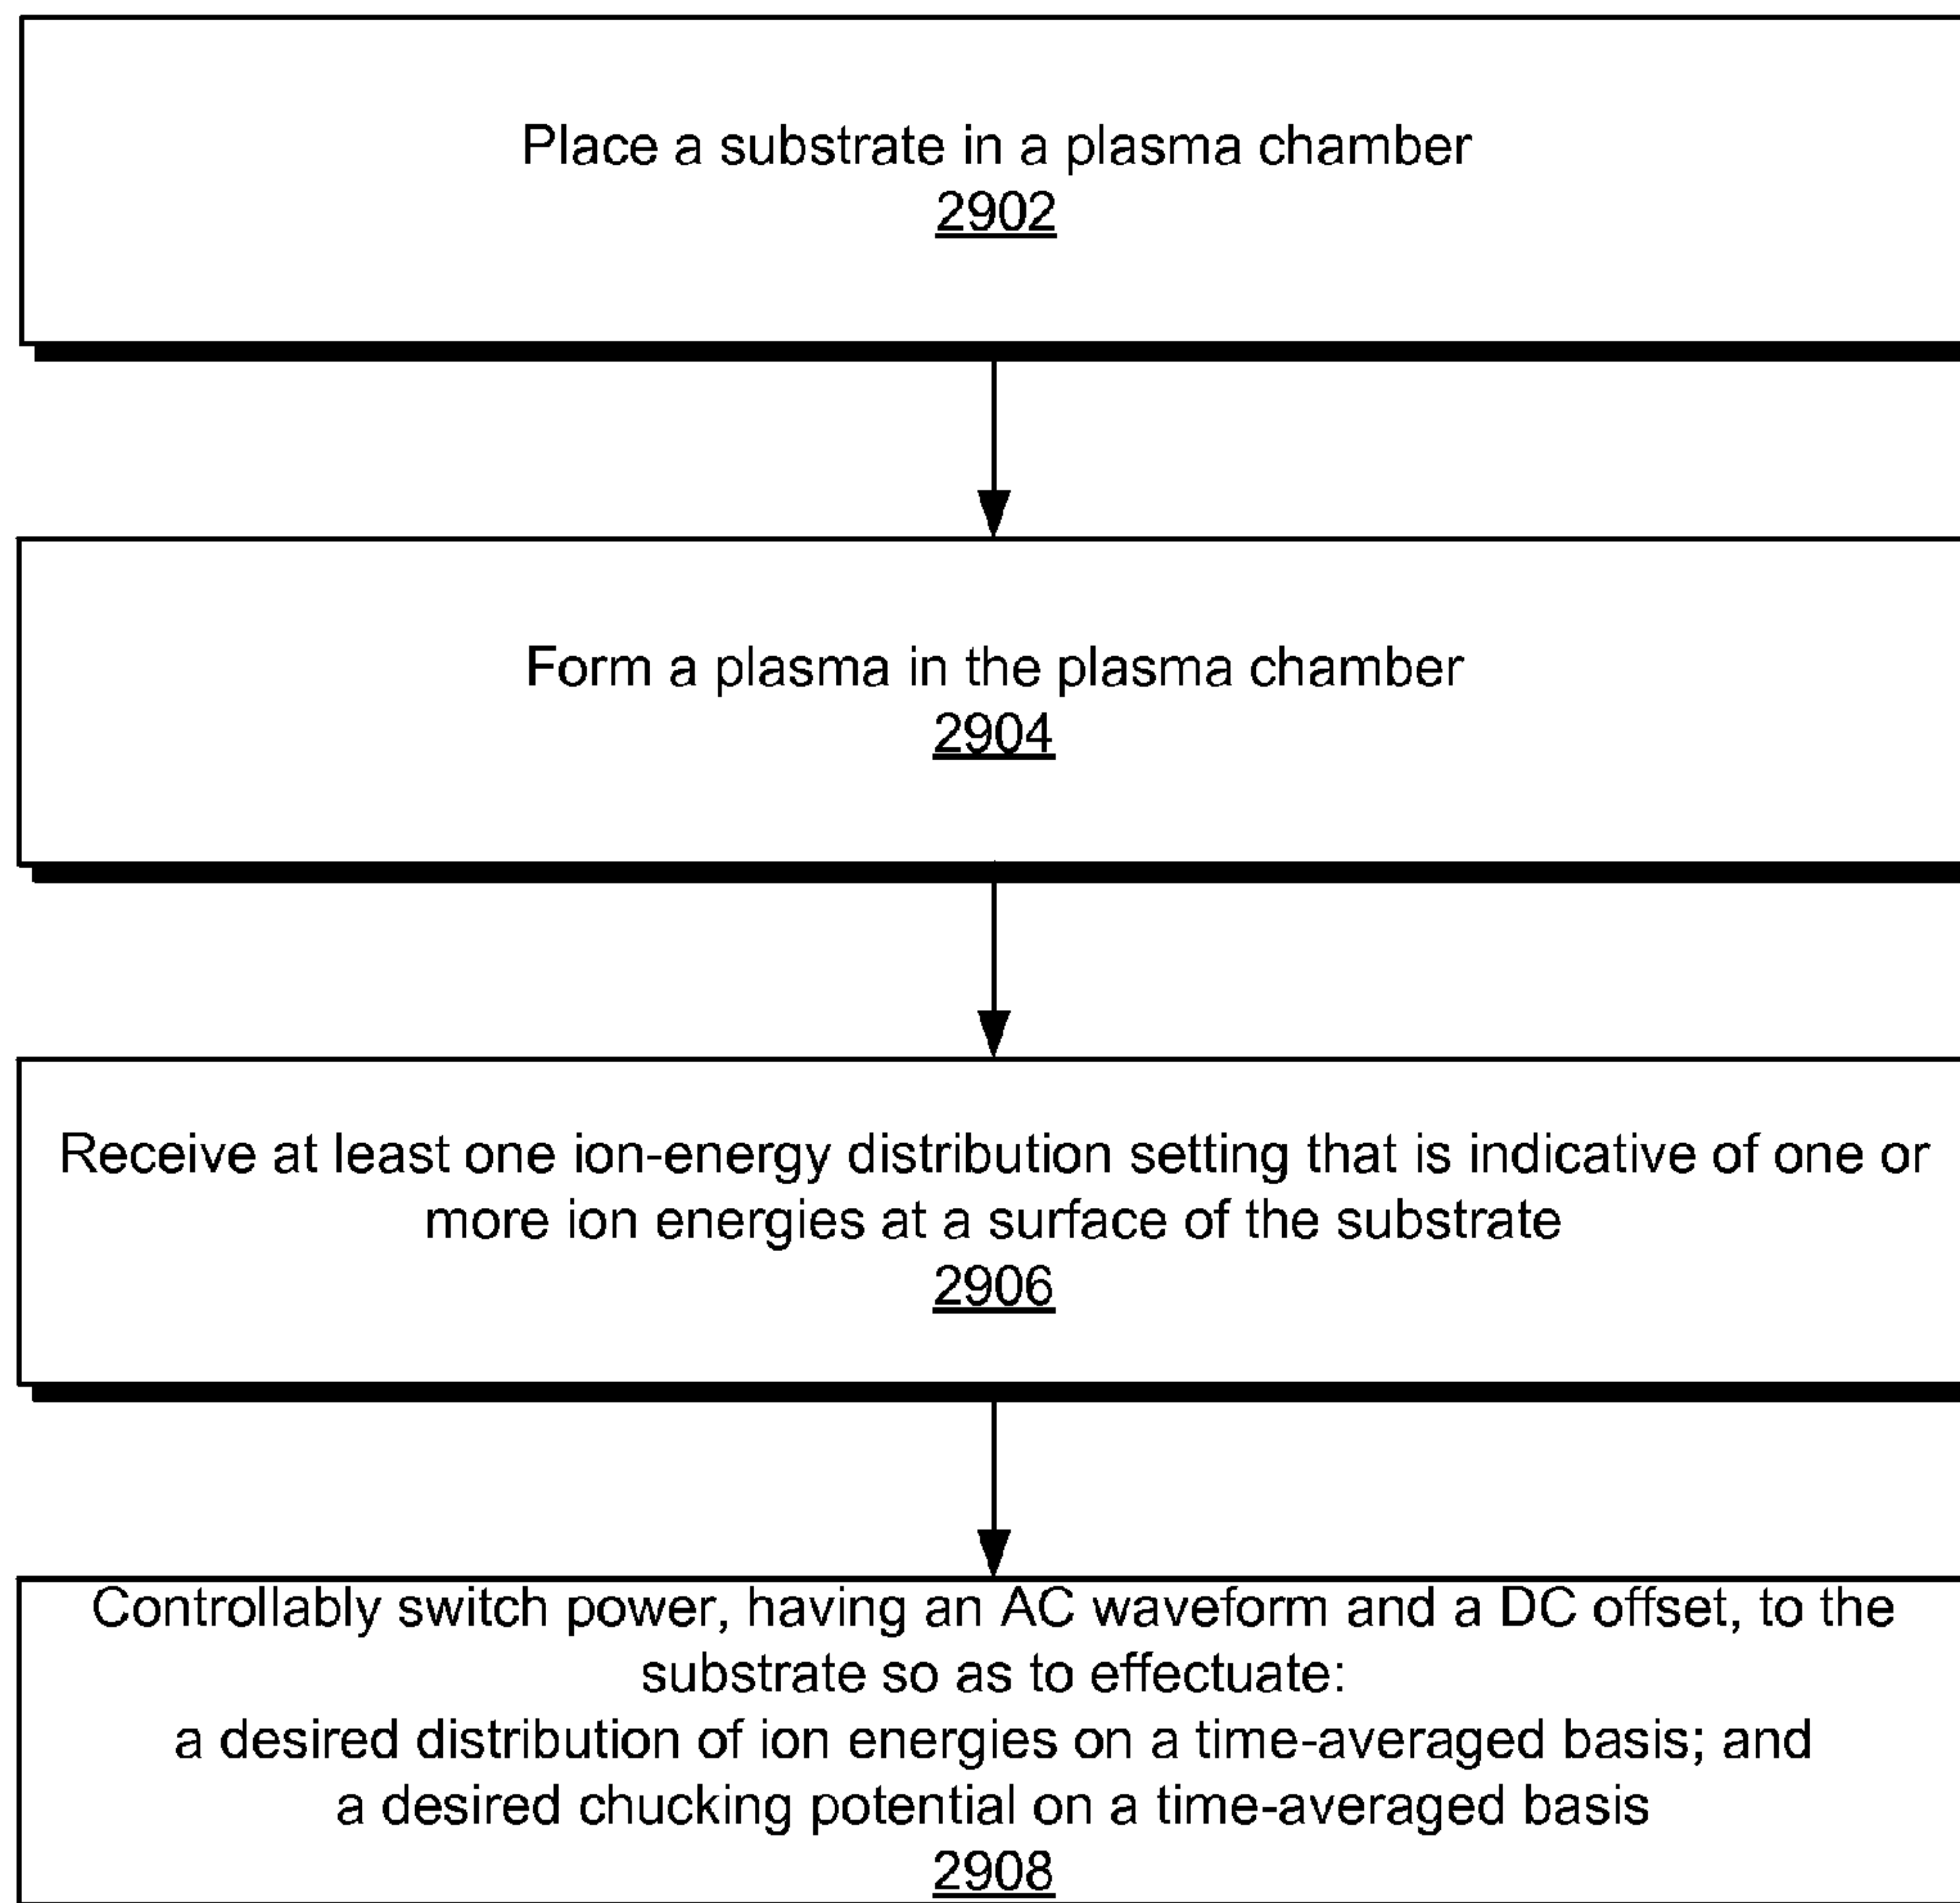 Place a substrate in a plasma chamber
2902
Form a plasma in the plasma chamber
2904
Receive at least one ion-energy distribution setting that is indicative of one or
more ion energies at a surface of the substrate
2906
Controllably switch power, having an AC waveform and a DC offset, to the
substrate so as to effectuate:
a desired distribution of ion energies on a time-averaged basis; and
a desired chucking potential on a time-averaged basis
2908